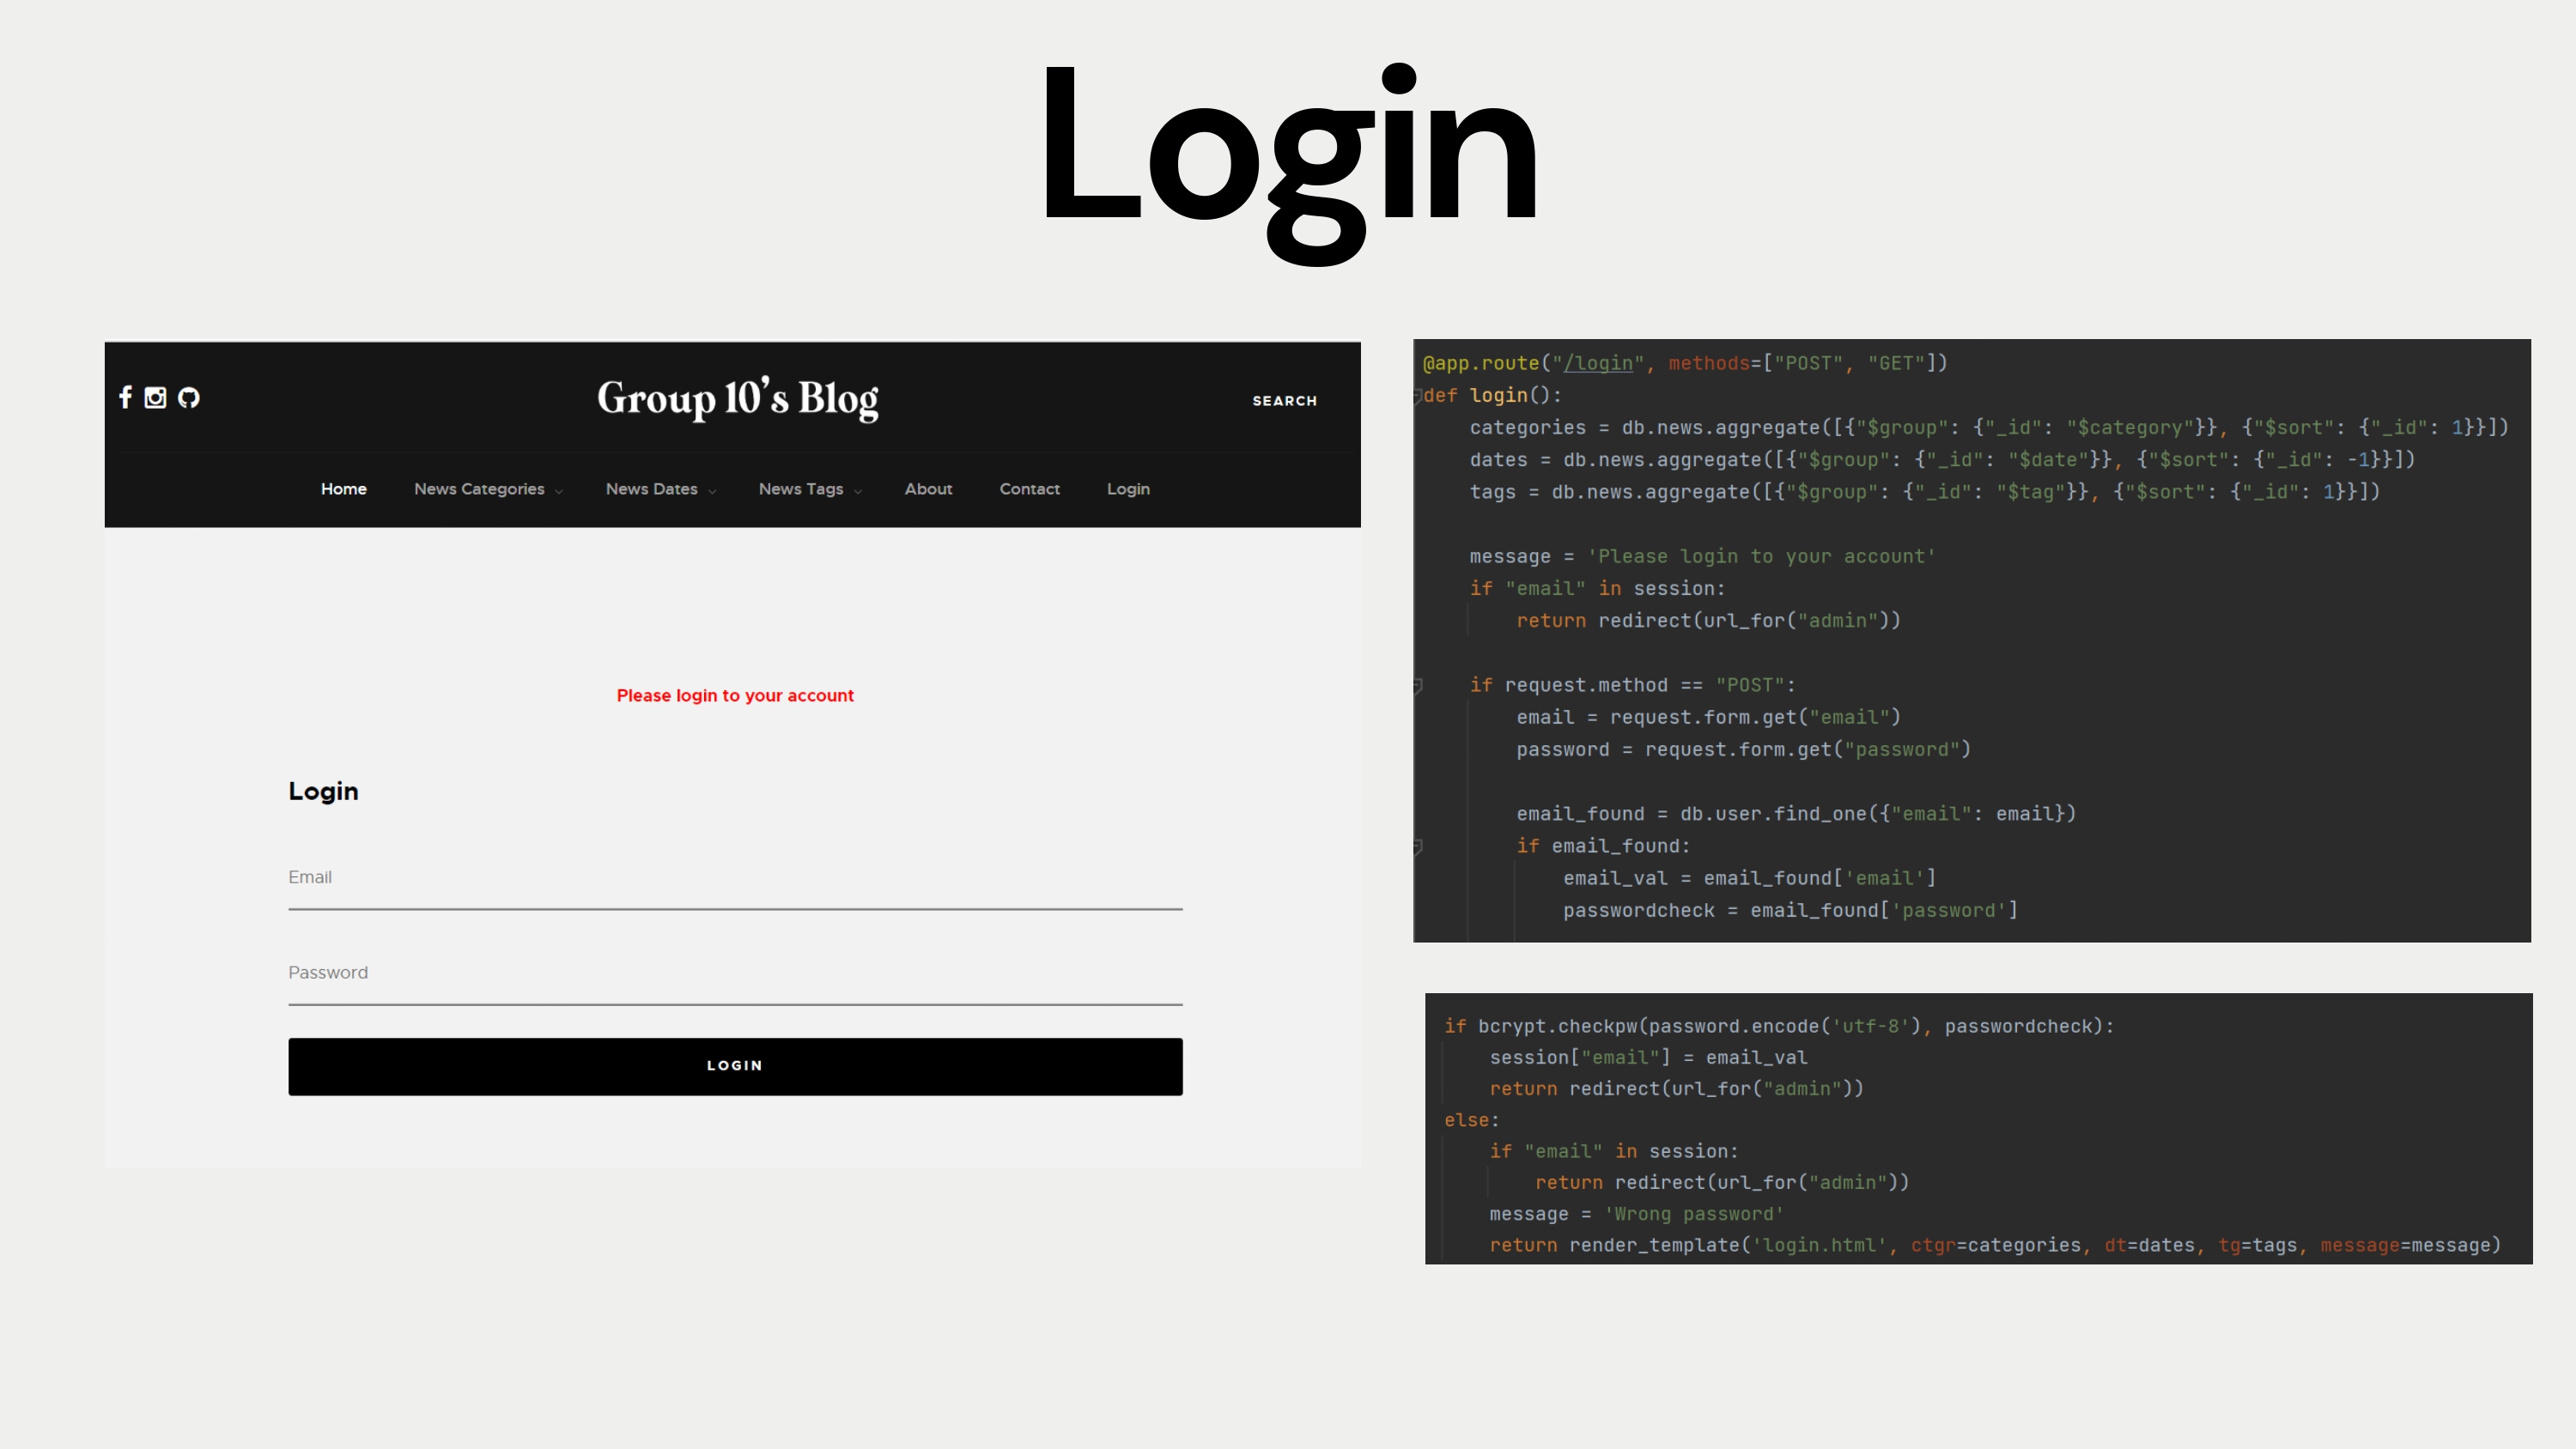 Login
Group 10's Blog
SEARCH
Home News Categories News Dates News Tags About Contact Login
Please login to your account
Login
Email
Password
LOGIN
@app.route("/login", methods=["POST", "GET"])
def login():
    categories = db.news.aggregate([{"$group": {"_id": "$category"}}, {"$sort": {"_id": 1}}])
    dates = db.news.aggregate([{"$group": {"_id": "$date"}}, {"$sort": {"_id": -1}}])
    tags = db.news.aggregate([{"$group": {"_id": "$tag"}}, {"$sort": {"_id": 1}}])
    message = 'Please login to your account'
    if "email" in session:
        return redirect(url_for("admin"))
    if request.method == "POST":
        email = request.form.get("email")
        password = request.form.get("password")
        email_found = db.user.find_one({"email": email})
        if email_found:
            email_val = email_found['email']
            passwordcheck = email_found['password']
if bcrypt.checkpw(password.encode('utf-8'), passwordcheck):
    session["email"] = email_val
    return redirect(url_for("admin"))
else:
    if "email" in session:
        return redirect(url_for("admin"))
    message = 'Wrong password'
    return render_template('login.html', ctgr=categories, dt=dates, tg=tags, message=message)